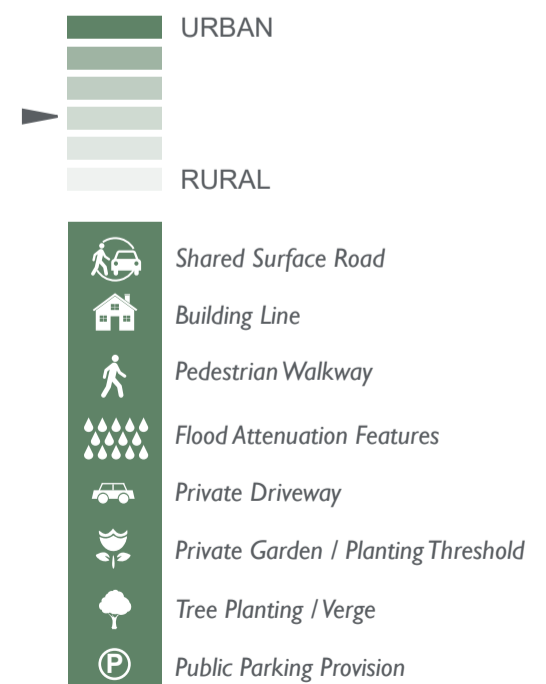 URBAN
RURAL
Shared Surface Road
Building Line
Pedestrian Walkway
Flood Attenuation Features
Private Driveway
Private Garden / Planting Threshold
Tree Planting / Verge
P
Public Parking Provision